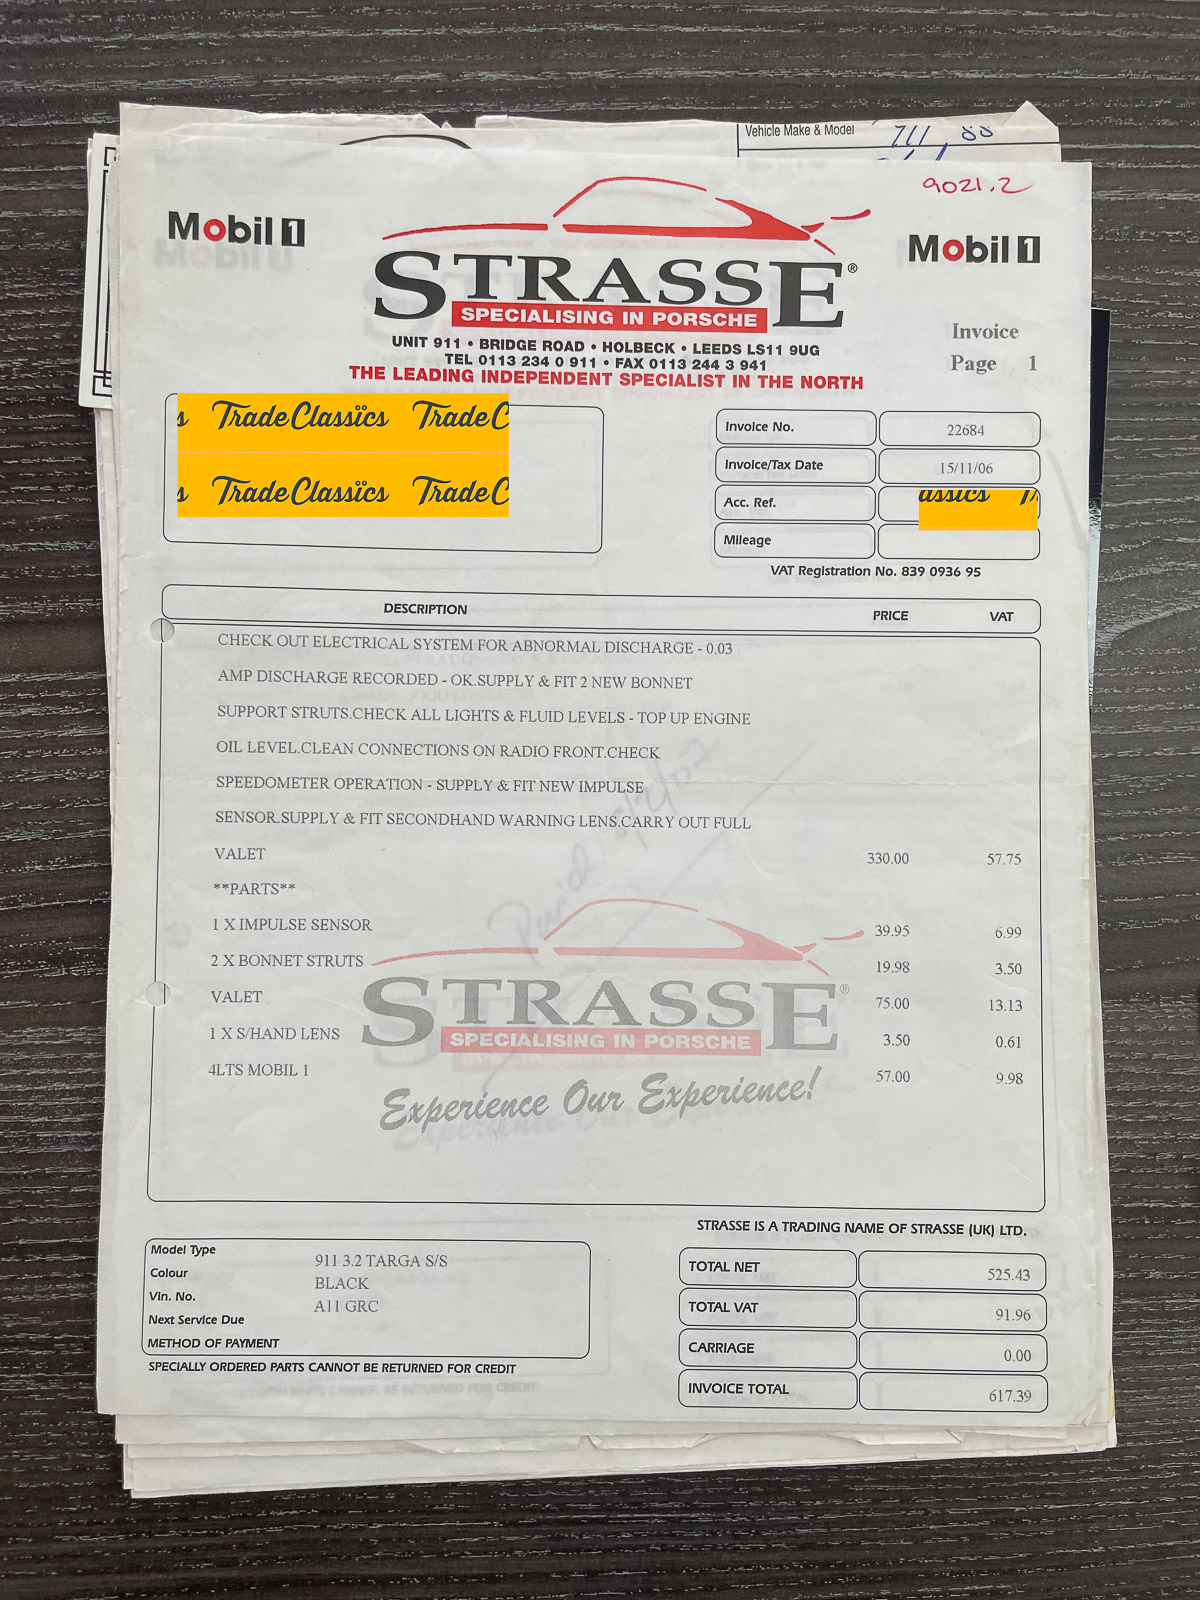 Vehicle Make & Model
9021.2
Mobil 1
Mobil 1
STRASSE®
SPECIALISING IN PORSCHE
UNIT 911 • BRIDGE ROAD • HOLBECK • LEEDS LS11 9UG
TEL 0113 234 0 911 • FAX 0113 244 3 941
THE LEADING INDEPENDENT SPECIALIST IN THE NORTH
Invoice
Page 1
s TradeClassics TradeC
s TradeClassics TradeC
Invoice No. 22684
Invoice/Tax Date 15/11/06
Acc. Ref. assics
Mileage
VAT Registration No. 839 0936 95
DESCRIPTION PRICE VAT
CHECK OUT ELECTRICAL SYSTEM FOR ABNORMAL DISCHARGE - 0.03
AMP DISCHARGE RECORDED - OK.SUPPLY & FIT 2 NEW BONNET
SUPPORT STRUTS.CHECK ALL LIGHTS & FLUID LEVELS - TOP UP ENGINE
OIL LEVEL.CLEAN CONNECTIONS ON RADIO FRONT.CHECK
SPEEDOMETER OPERATION - SUPPLY & FIT NEW IMPULSE
SENSOR.SUPPLY & FIT SECONDHAND WARNING LENS.CARRY OUT FULL
VALET 330.00 57.75
**PARTS**
1 X IMPULSE SENSOR 39.95 6.99
2 X BONNET STRUTS 19.98 3.50
VALET 75.00 13.13
1 X S/HAND LENS 3.50 0.61
4LTS MOBIL 1 57.00 9.98
Paid
STRASSE®
SPECIALISING IN PORSCHE
Experience Our Experience!
STRASSE IS A TRADING NAME OF STRASSE (UK) LTD.
Model Type 911 3.2 TARGA S/S
Colour BLACK
Vin. No. A11 GRC
Next Service Due
METHOD OF PAYMENT
SPECIALLY ORDERED PARTS CANNOT BE RETURNED FOR CREDIT
TOTAL NET 525.43
TOTAL VAT 91.96
CARRIAGE 0.00
INVOICE TOTAL 617.39